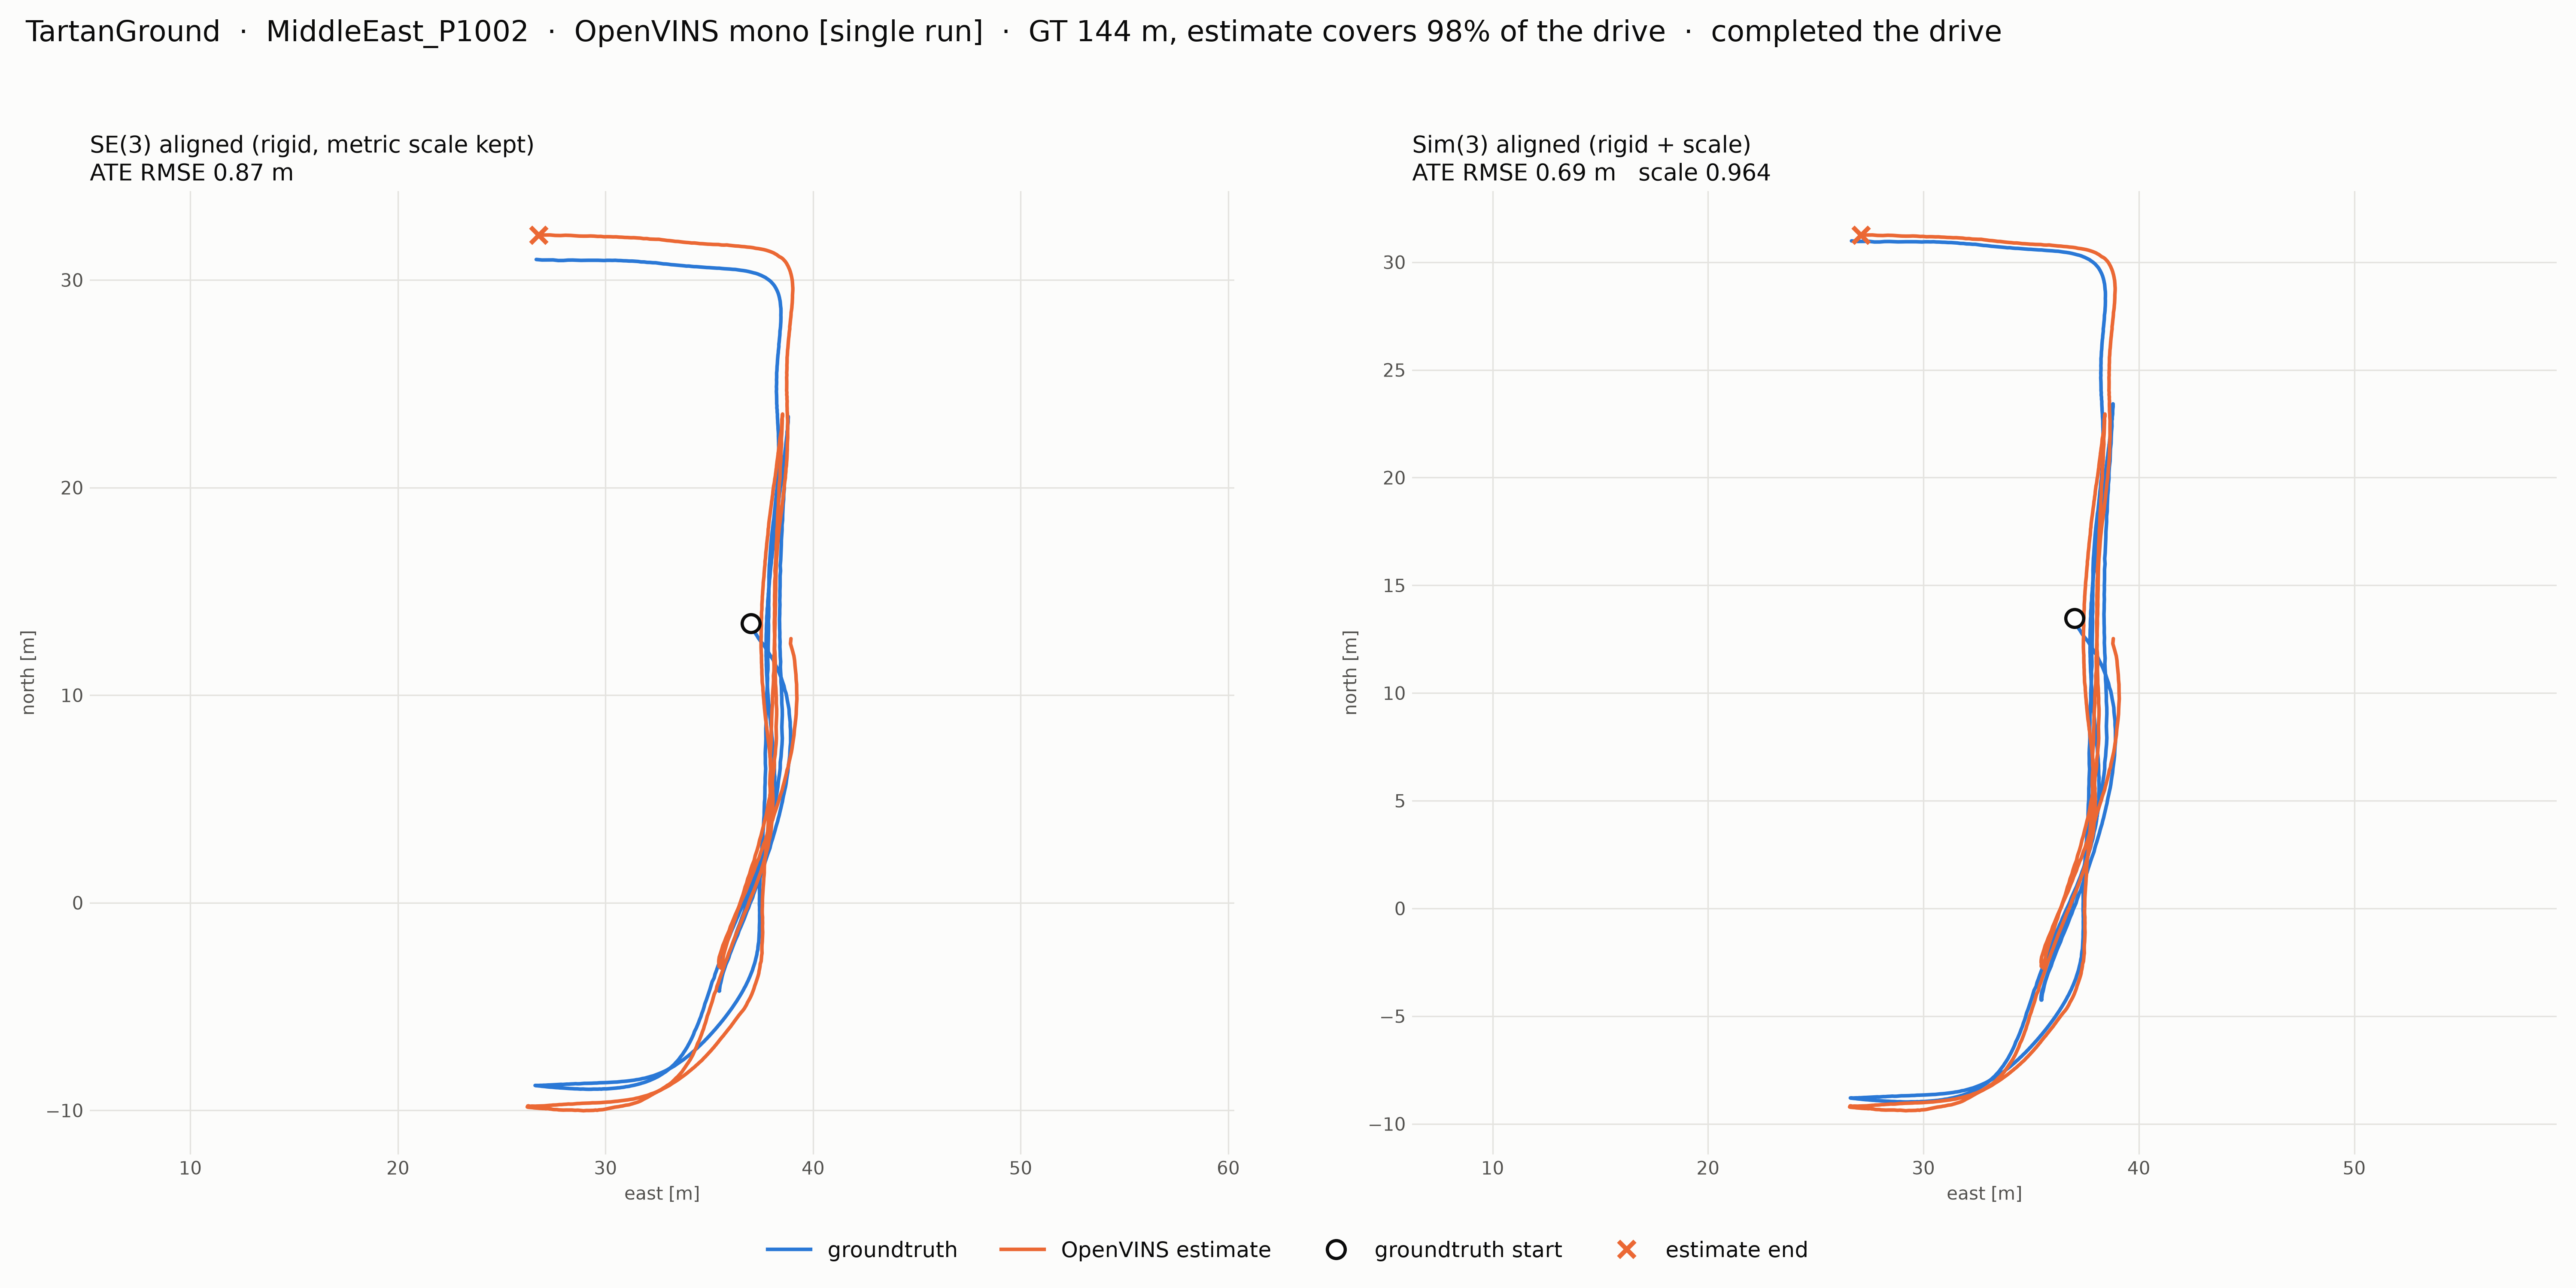 TartanGround · MiddleEast_P1002 · OpenVINS mono [single run] · GT 144 m, estimate covers 98% of the drive · completed the drive
SE(3) aligned (rigid, metric scale kept)
ATE RMSE 0.87 m
30
20
10
0
−10
north [m]
10 20 30 40 50 60
east [m]
Sim(3) aligned (rigid + scale)
ATE RMSE 0.69 m scale 0.964
30
25
20
15
10
5
0
−5
−10
north [m]
10 20 30 40 50
east [m]
groundtruth OpenVINS estimate groundtruth start estimate end